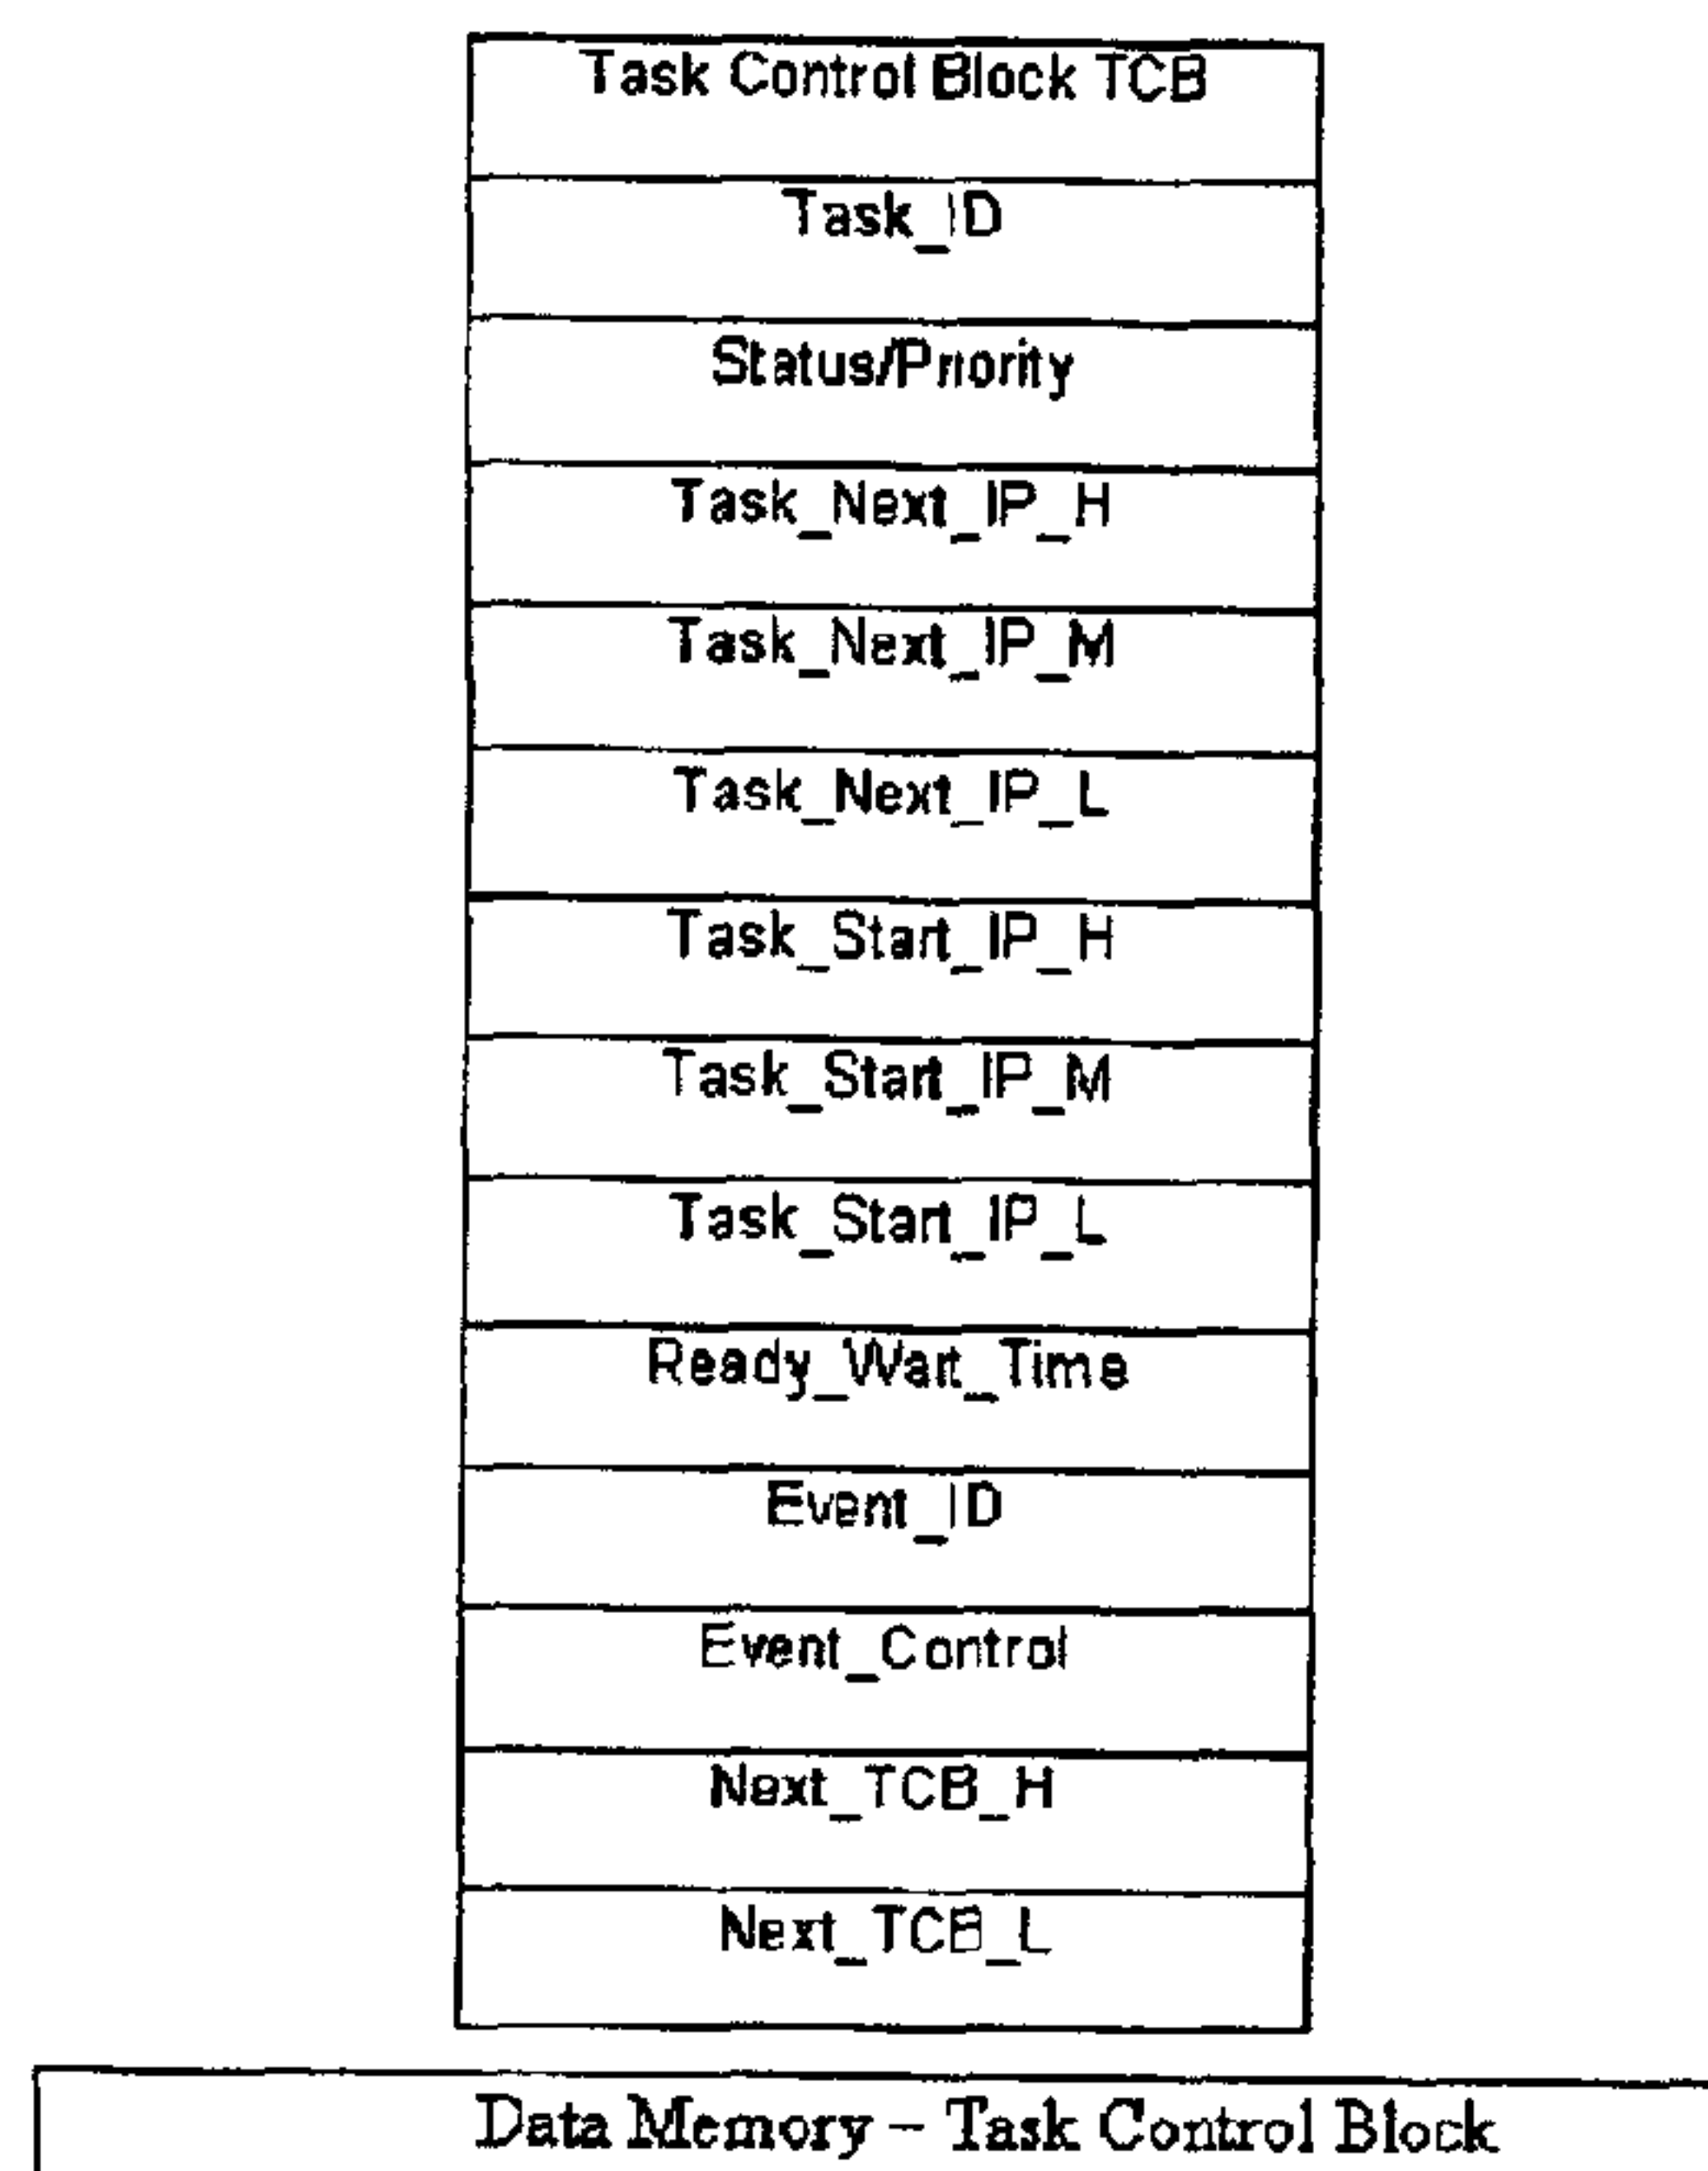 Task Control Block TCB
Task_ID
Status/Priority
Task_Next_IP_H
Task_Next_IP_M
Task_Next_IP_L
Task_Start_IP_H
Task_Start_IP_M
Task_Start_IP_L
Ready_Wait_Time
Event_ID
Event_Control
Next_TCB_H
Next_TCB_L
Data Memory – Task Control Block